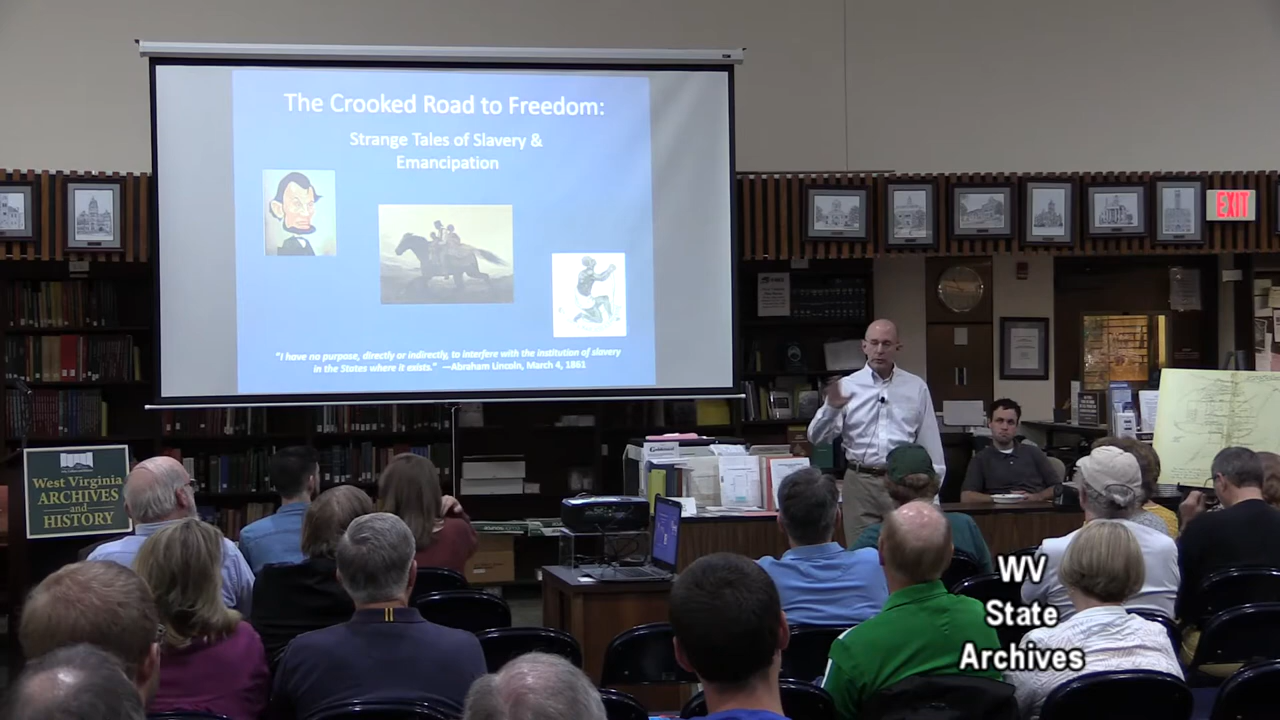 The Crooked Road to Freedom:
Strange Tales of Slavery &
Emancipation
"I have no purpose, directly or indirectly, to interfere with the institution of slavery
in the States where it exists." —Abraham Lincoln, March 4, 1861
EXIT
West Virginia
ARCHIVES
and
HISTORY
WV
State
Archives